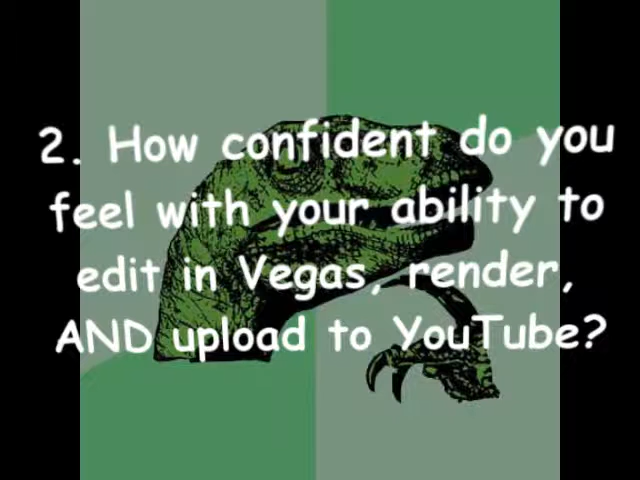 2. How confident do you
feel with your ability to
edit in Vegas, render,
AND upload to YouTube?